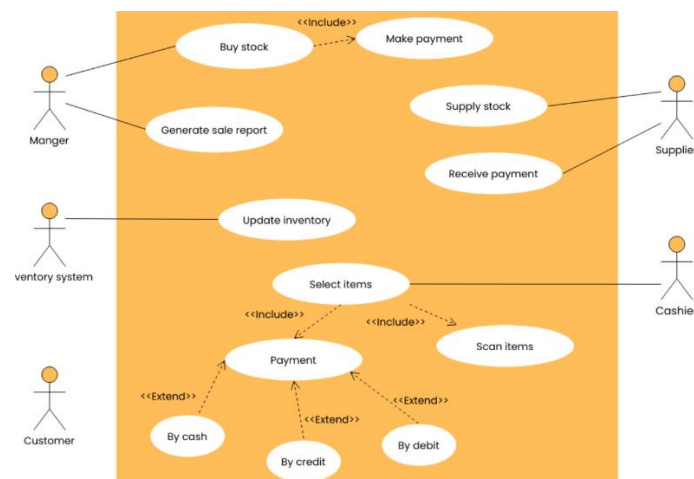 <<Include>>
Buy stock
Make payment
Supply stock
Manger
Generate sale report
Supplie
Receive payment
Update inventory
ventory system
Select items
<<Include>>
<<Include>>
Cashie
Payment
Scan items
<<Extend>>
<<Extend>>
<<Extend>>
Customer
By cash
By credit
By debit